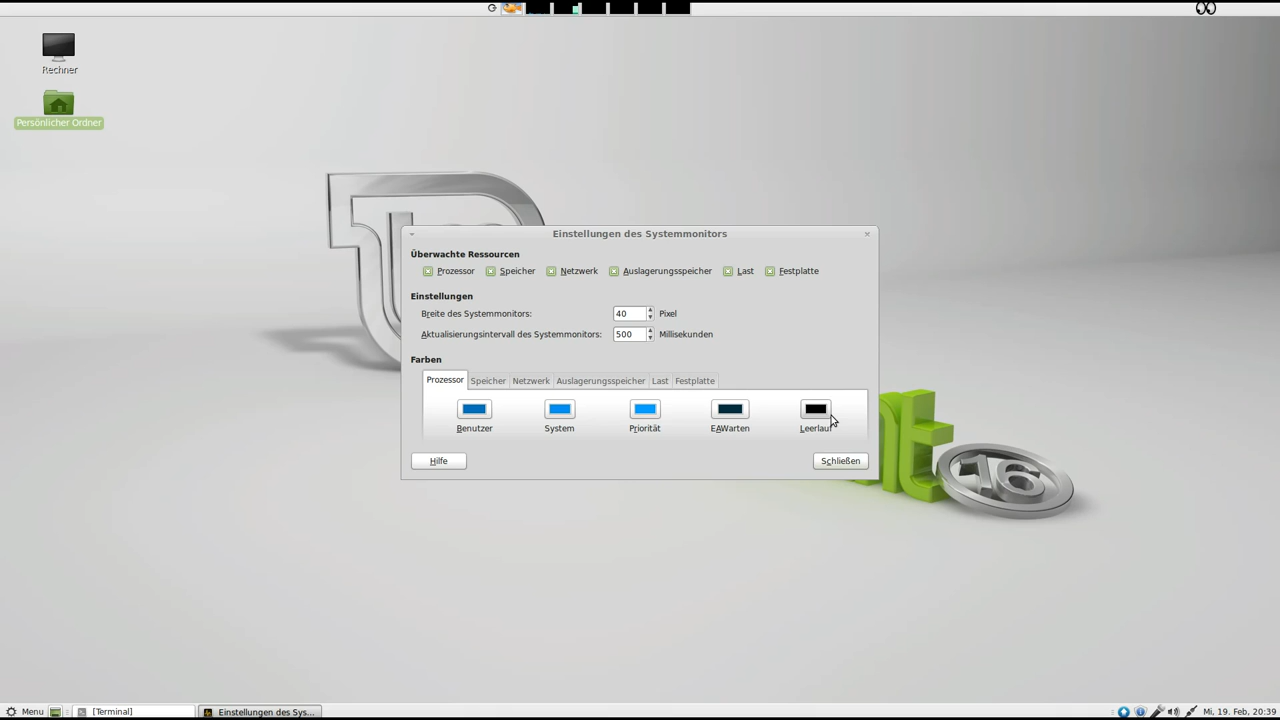 Rechner
Persönlicher Ordner
Einstellungen des Systemmonitors
Überwachte Ressourcen
Prozessor Speicher Netzwerk Auslagerungsspeicher Last Festplatte
Einstellungen
Breite des Systemmonitors: 40 Pixel
Aktualisierungsintervall des Systemmonitors: 500 Millisekunden
Farben
Prozessor Speicher Netzwerk Auslagerungsspeicher Last Festplatte
Benutzer System Priorität EAWarten Leerlauf
Hilfe Schließen
nt 16
Menu [Terminal] Einstellungen des Sys... Mi, 19. Feb, 20:39